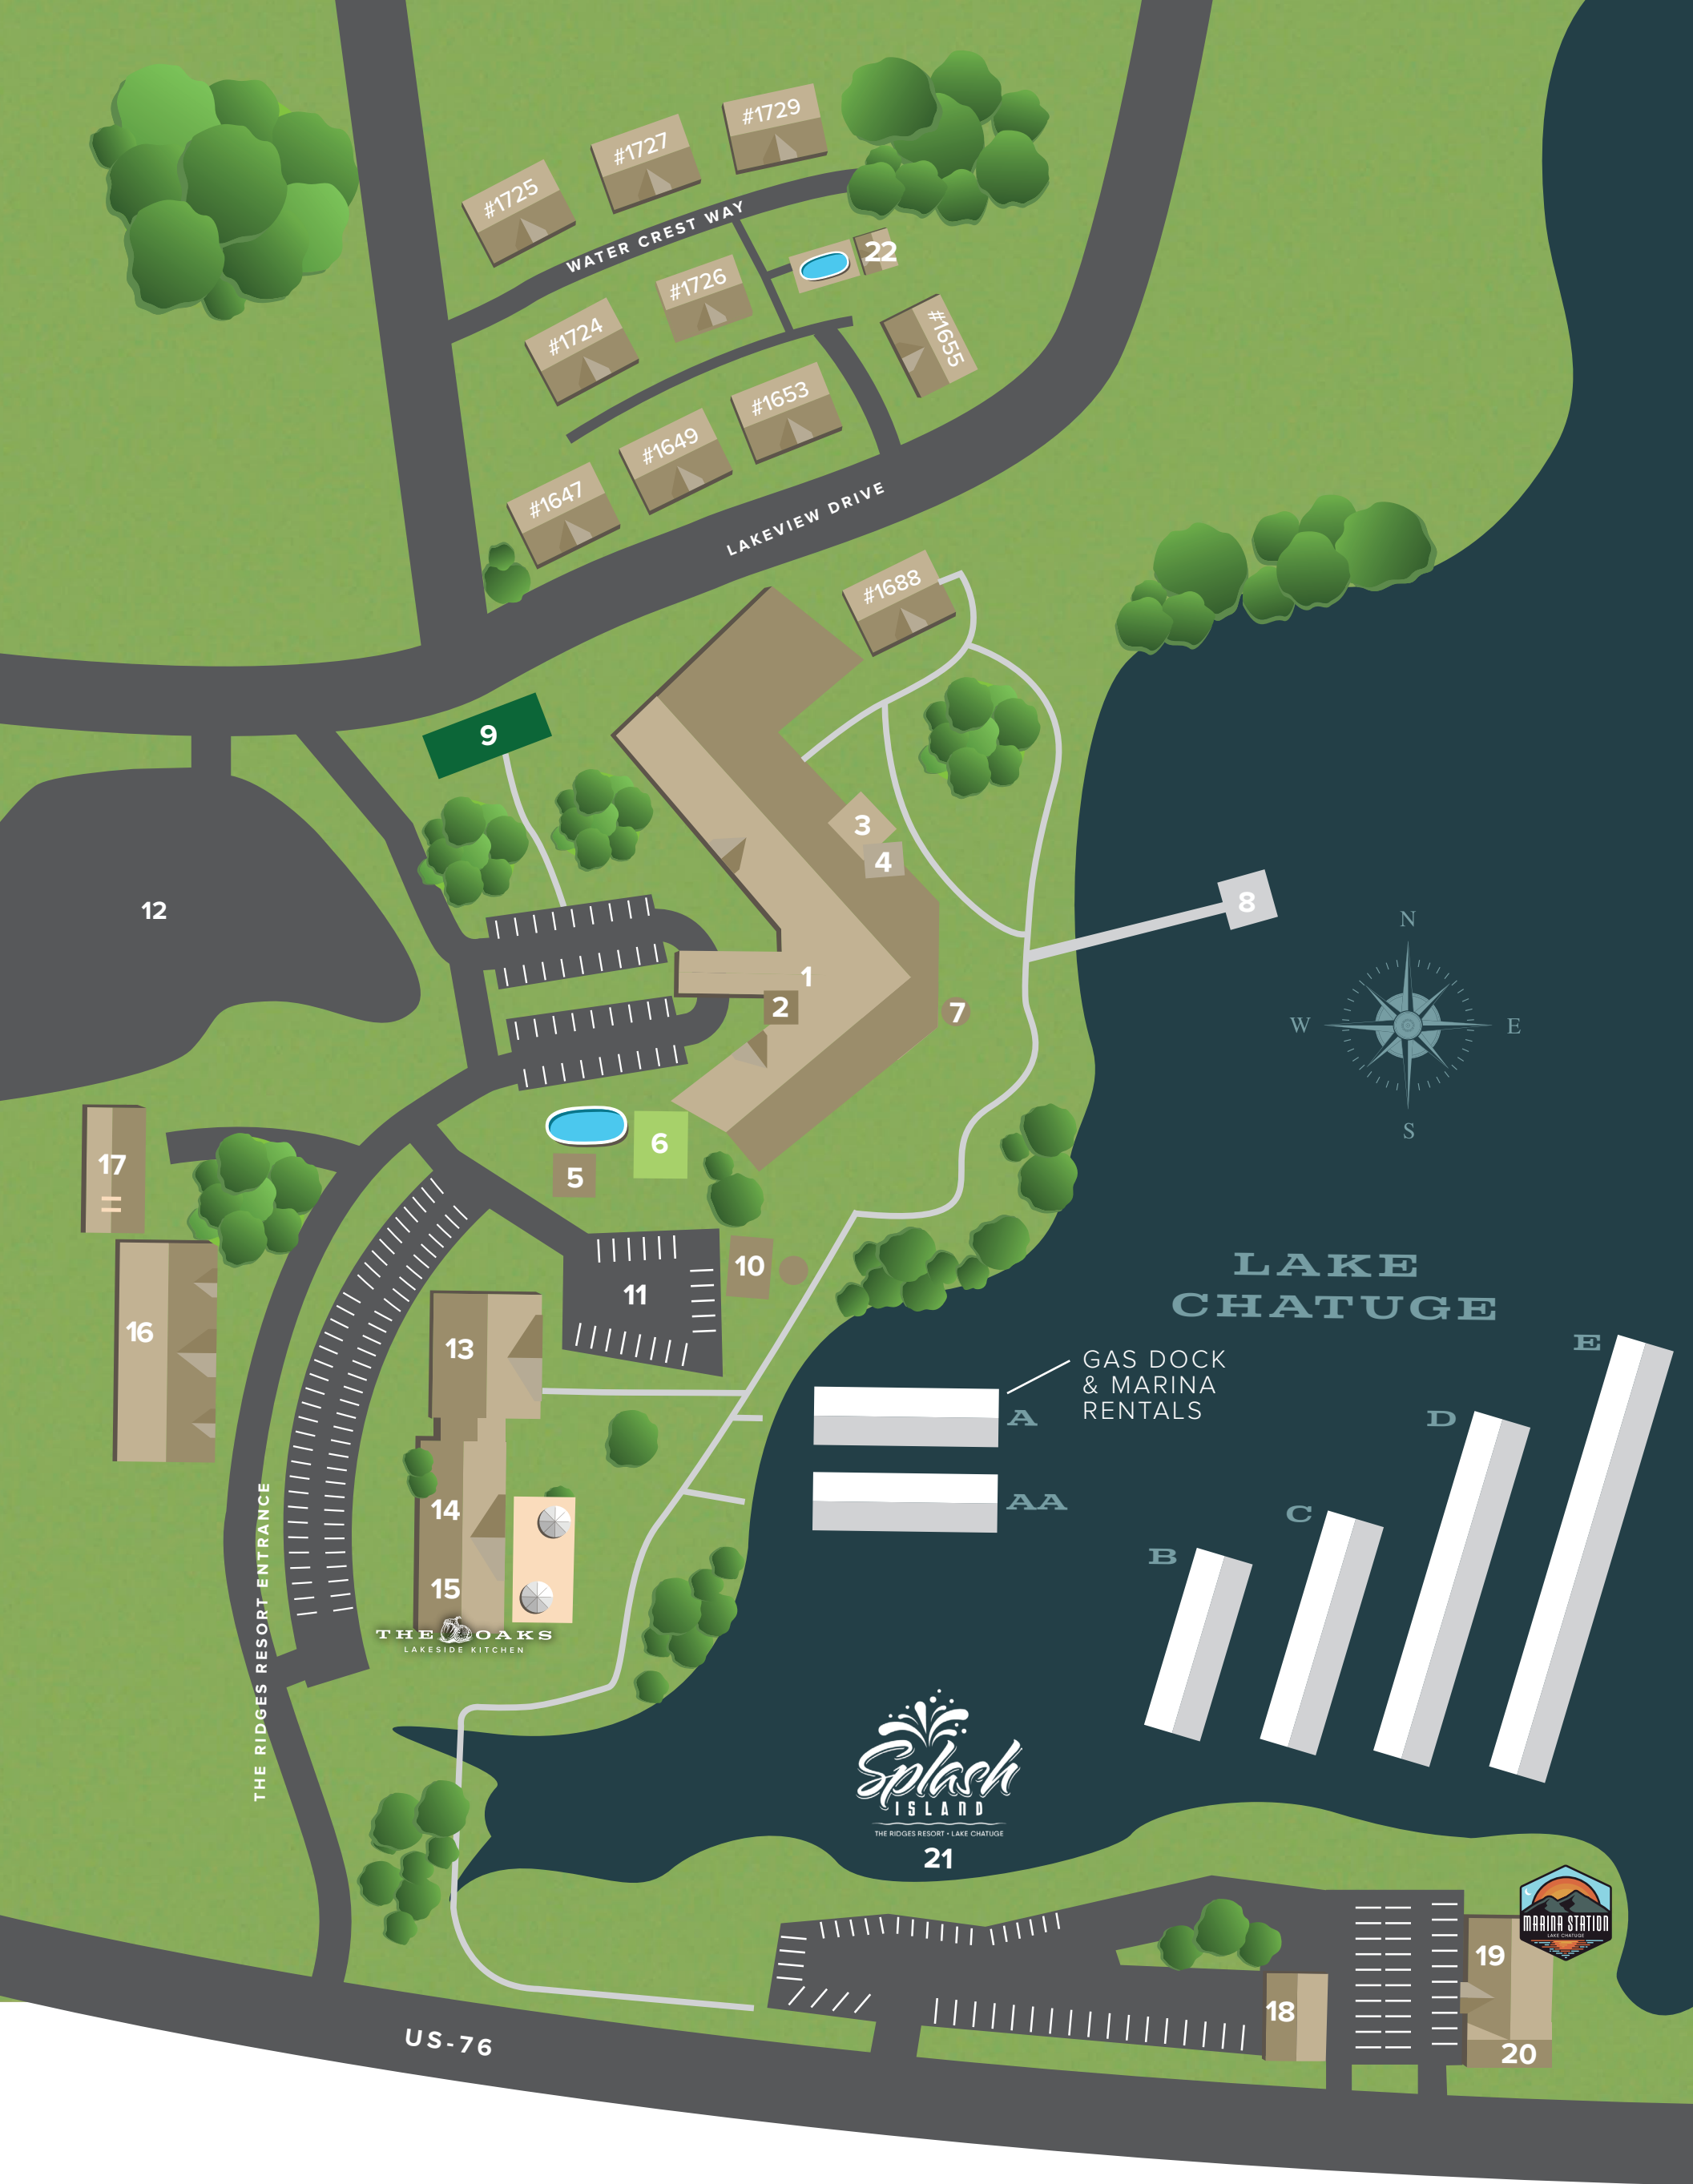 #1729
#1727
#1725
WATER CREST WAY
22
#1726
#1724
#1655
#1653
#1649
#1647
LAKEVIEW DRIVE
#1688
9
3
4
12
8
1
2
7
N
W
E
S
6
5
17
10
11
16
13
LAKE
CHATUGE
E
GAS DOCK
& MARINA
RENTALS
A
D
AA
C
B
14
15
THE OAKS
LAKESIDE KITCHEN
THE RIDGES RESORT ENTRANCE
Splash
ISLAND
THE RIDGES RESORT • LAKE CHATUGE
21
MARINA STATION
LAKE CHATUGE
19
18
20
US-76